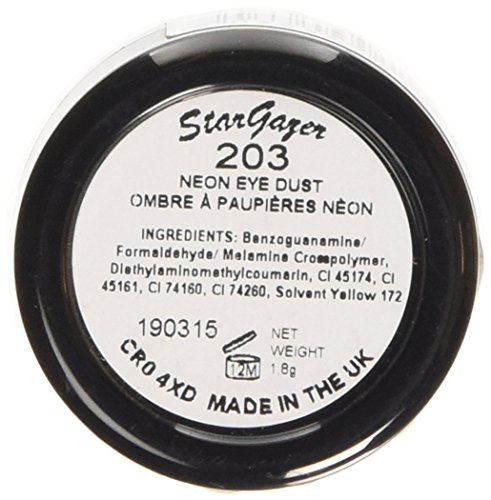 StarGazer
203
NEON EYE DUST
OMBRE À PAUPIÈRES NÈON
INGREDIENTS: Benzoguanamine/
Formaldehyde/ Melamine Crosspolymer,
Diethylaminomethylcoumarin, CI 45174, CI
45161, CI 74160, CI 74260, Solvent Yellow 172
190315
NET
WEIGHT
1.8g
12M
CR0 4XD MADE IN THE UK